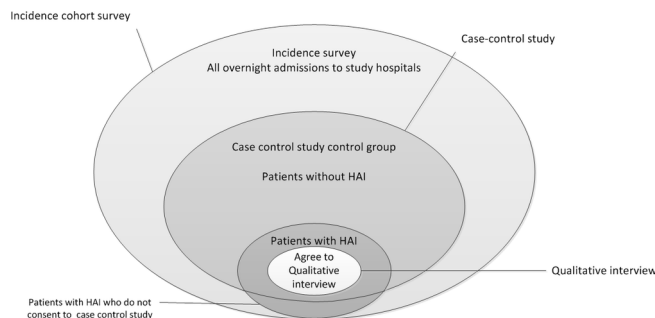 Incidence cohort survey
Case-control study
Incidence survey
All overnight admissions to study hospitals
Case control study control group
Patients without HAI
Patients with HAI
Agree to
Qualitative
interview
Qualitative interview
Patients with HAI who do not
consent to case control study